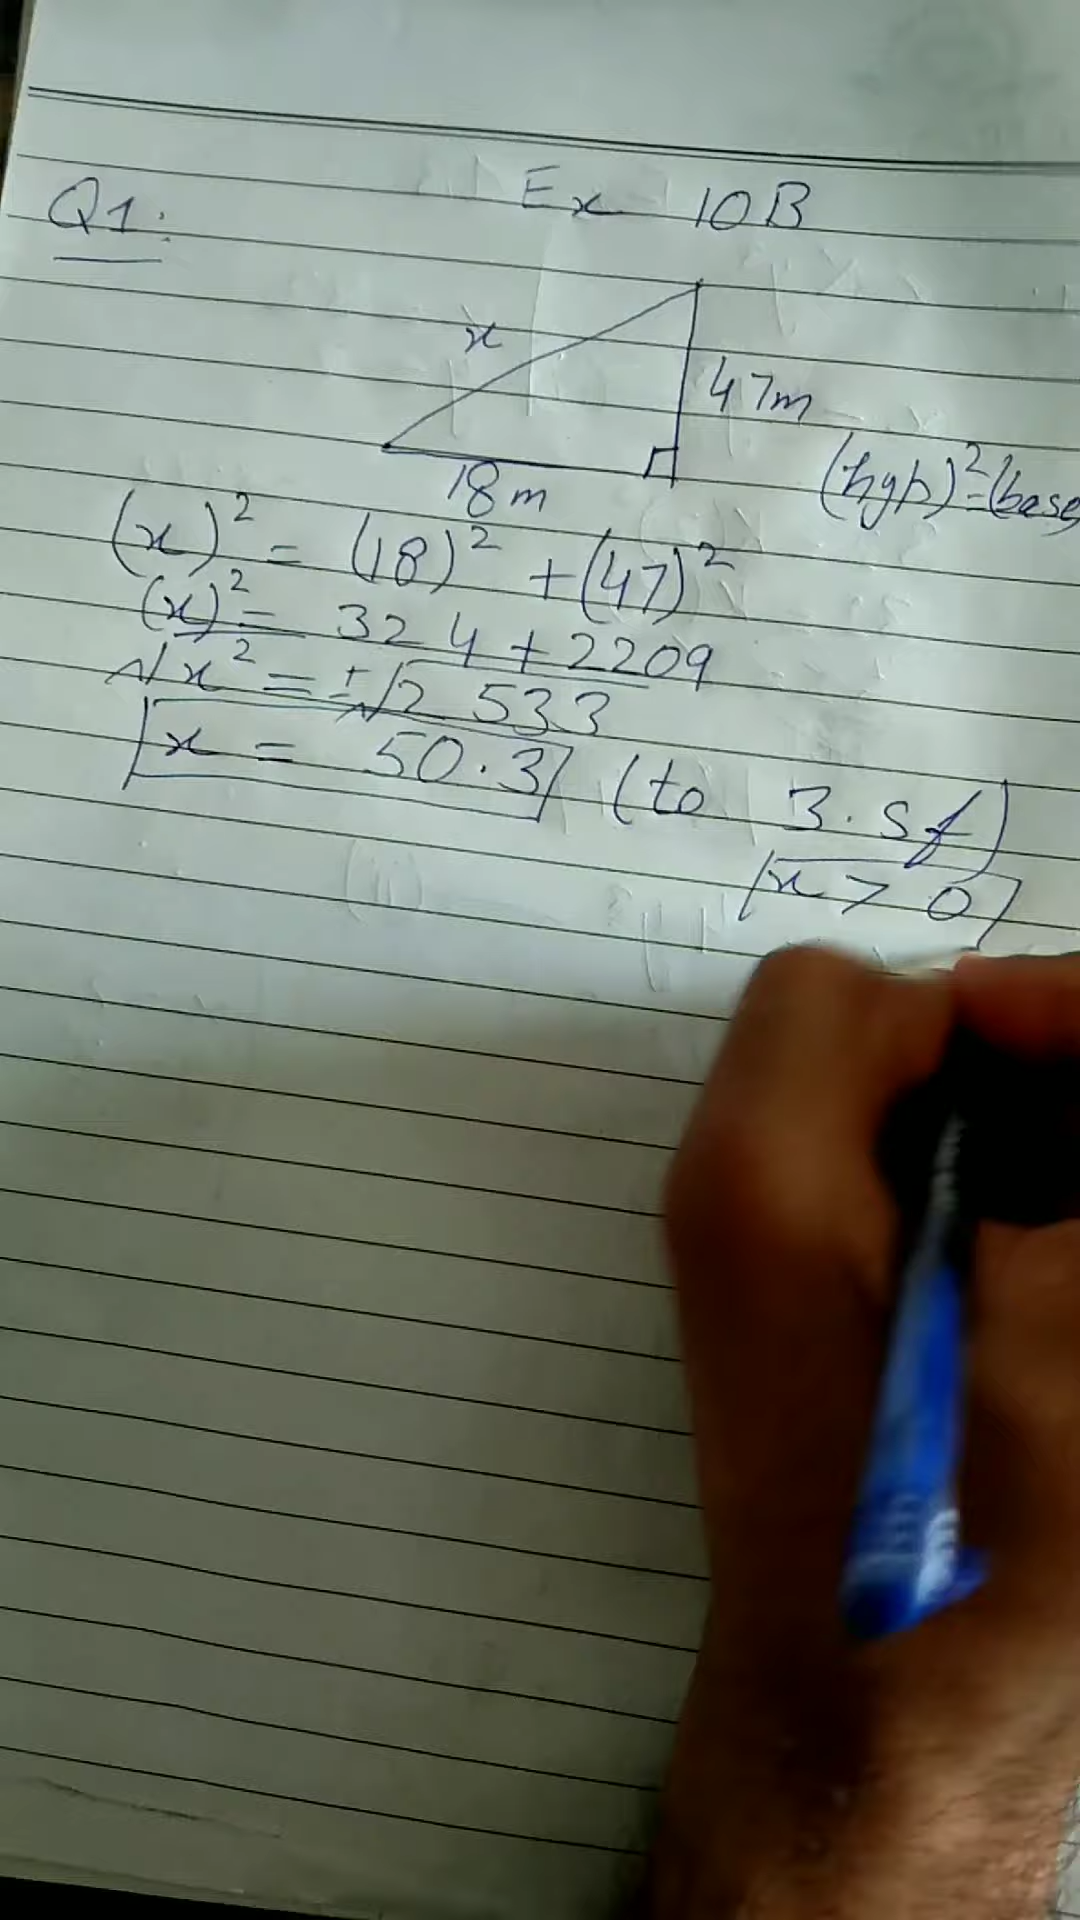 Ex 10B
Q1:
x
47m
18m
(hyp)² = (base
(x)² = (18)² + (47)²
(x)² = 324 + 2209
√x² = ±√2533
x = 50.3 (to 3.sf)
x > 0